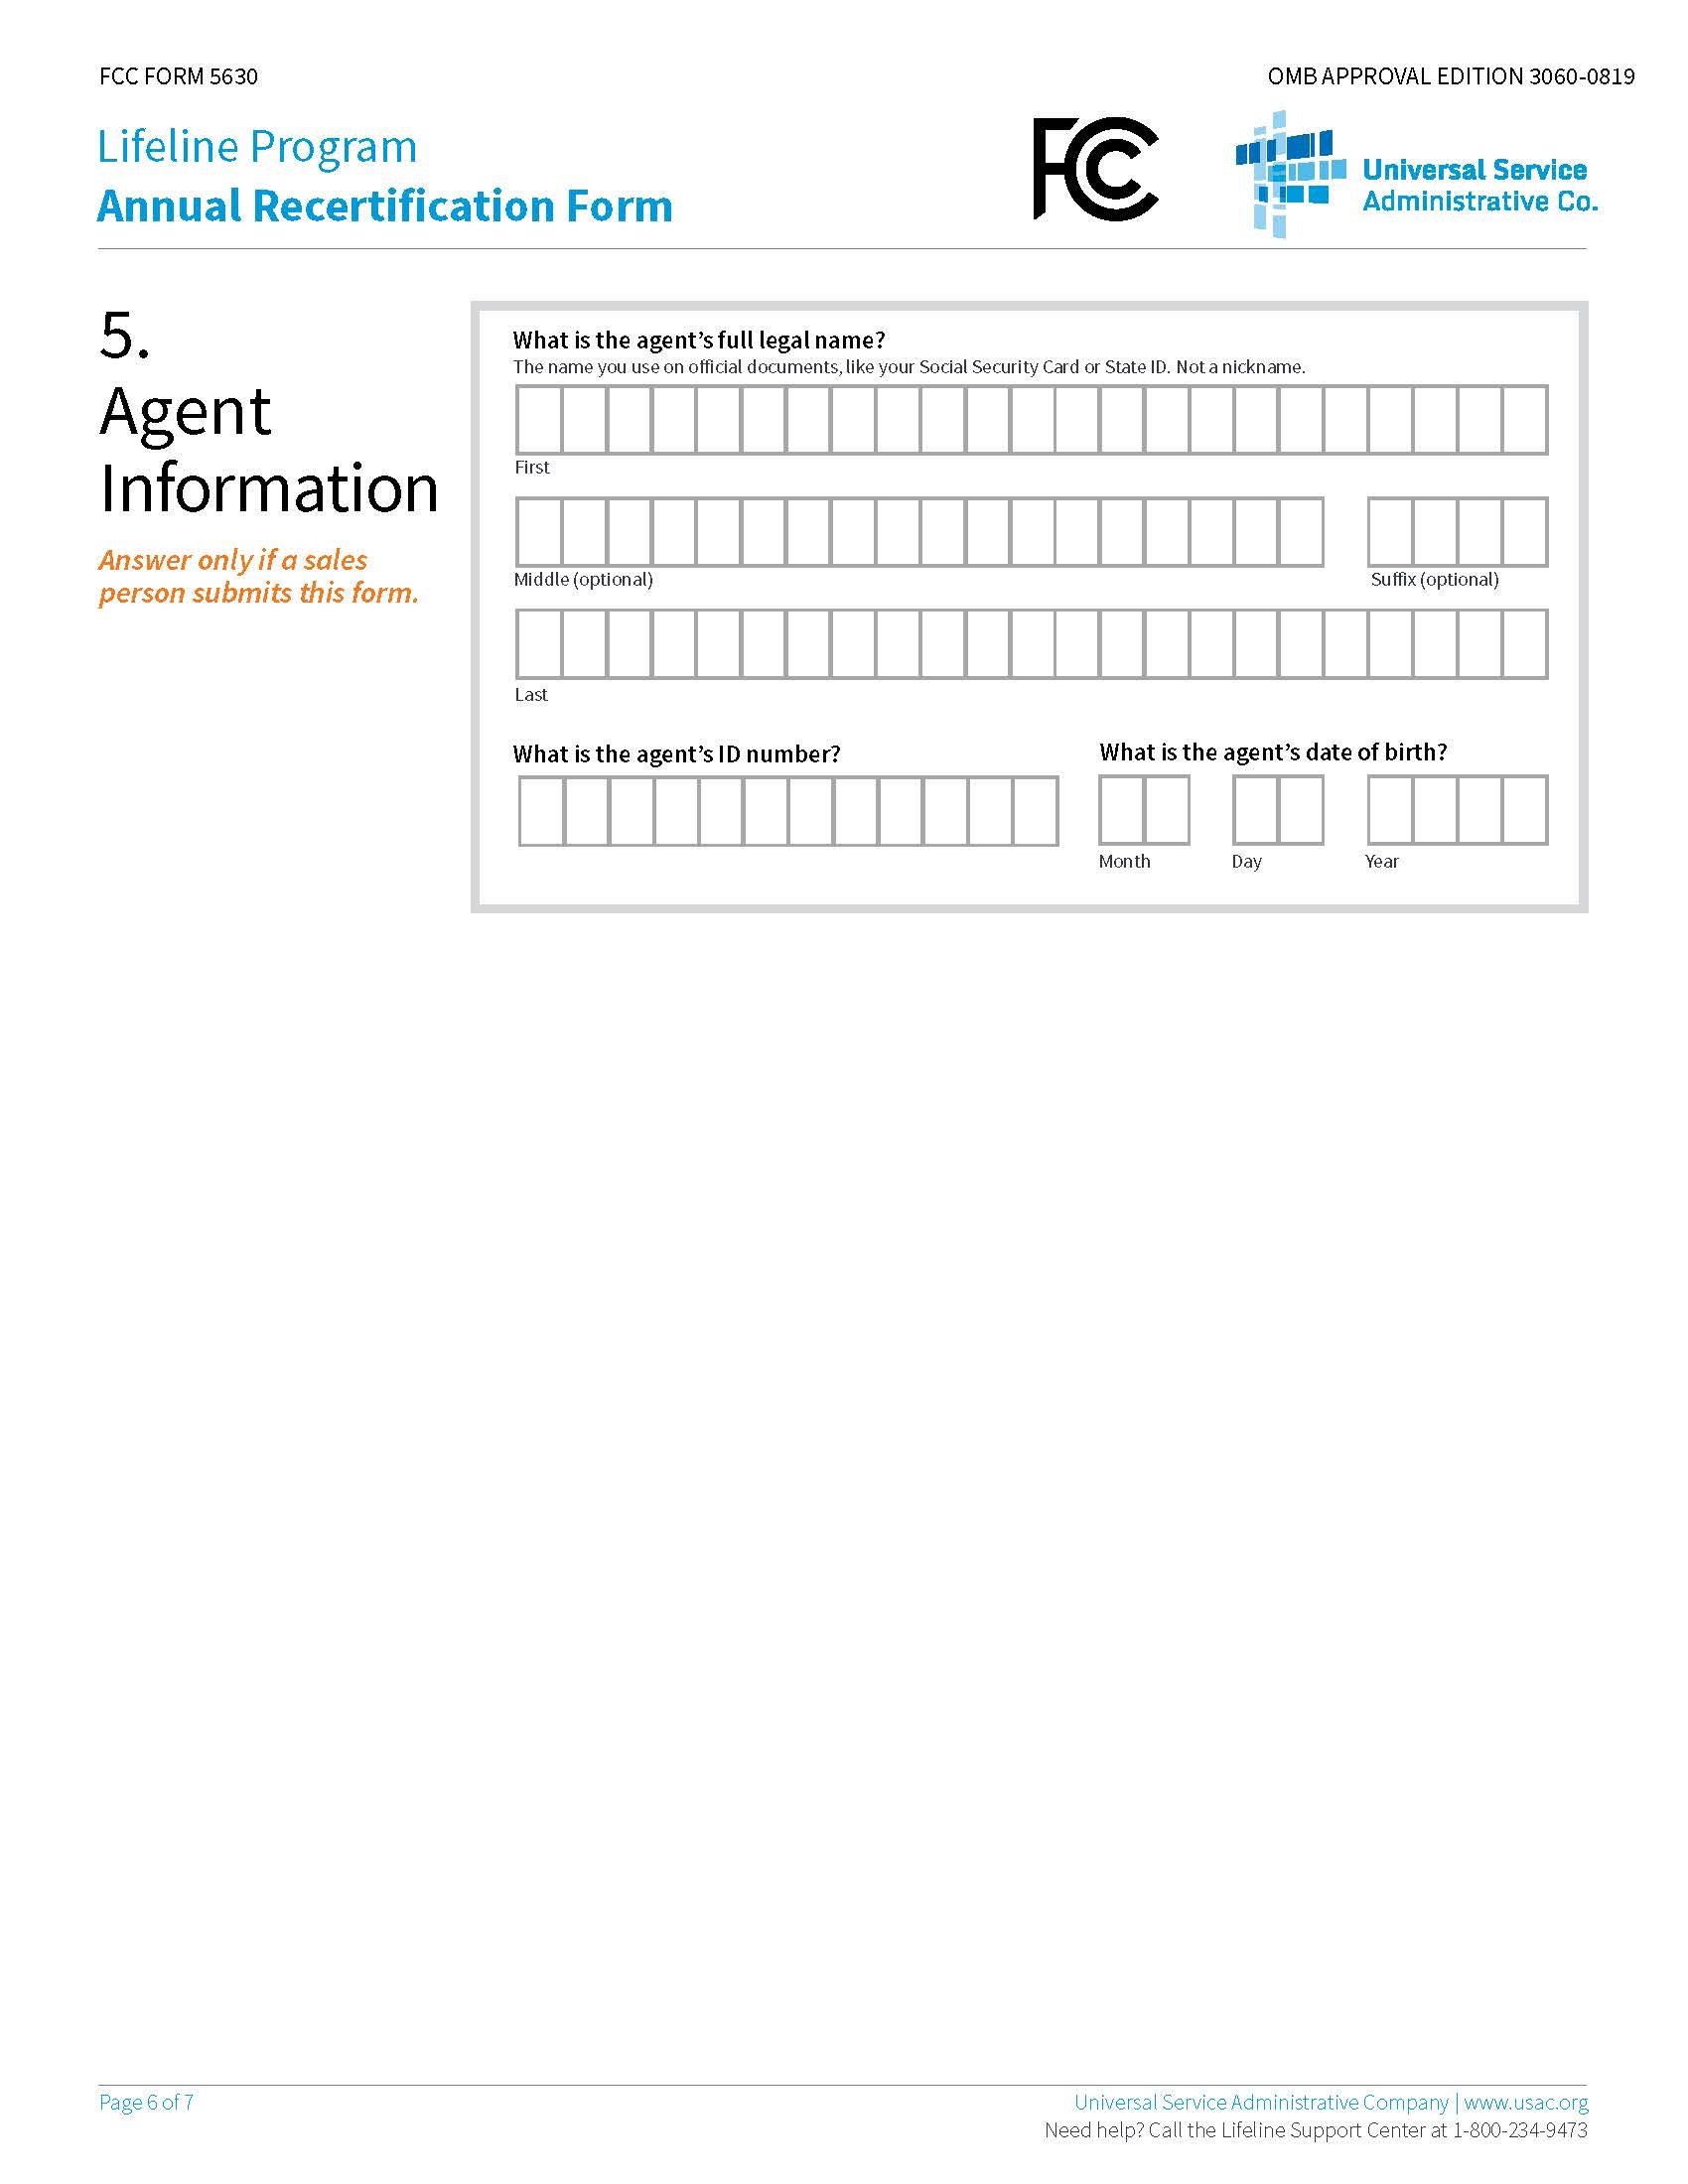 FCC FORM 5630
OMB APPROVAL EDITION 3060-0819
Lifeline Program
Annual Recertification Form
FCC
Universal Service
Administrative Co.
5.
Agent
Information
Answer only if a sales
person submits this form.
What is the agent’s full legal name?
The name you use on official documents, like your Social Security Card or State ID. Not a nickname.
First
Middle (optional)
Suffix (optional)
Last
What is the agent’s ID number?
What is the agent’s date of birth?
Month
Day
Year
Page 6 of 7
Universal Service Administrative Company | www.usac.org
Need help? Call the Lifeline Support Center at 1-800-234-9473